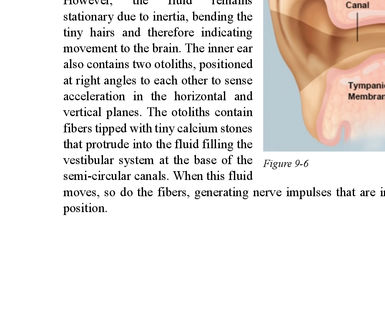 However, the fluid remains
stationary due to inertia, bending the
tiny hairs and therefore indicating
movement to the brain. The inner ear
also contains two otoliths, positioned
at right angles to each other to sense
acceleration in the horizontal and
vertical planes. The otoliths contain
fibers tipped with tiny calcium stones
that protrude into the fluid filling the
vestibular system at the base of the
semi-circular canals. When this fluid
moves, so do the fibers, generating nerve impulses that are
position.
Canal
Tympani
Membran
Figure 9-6